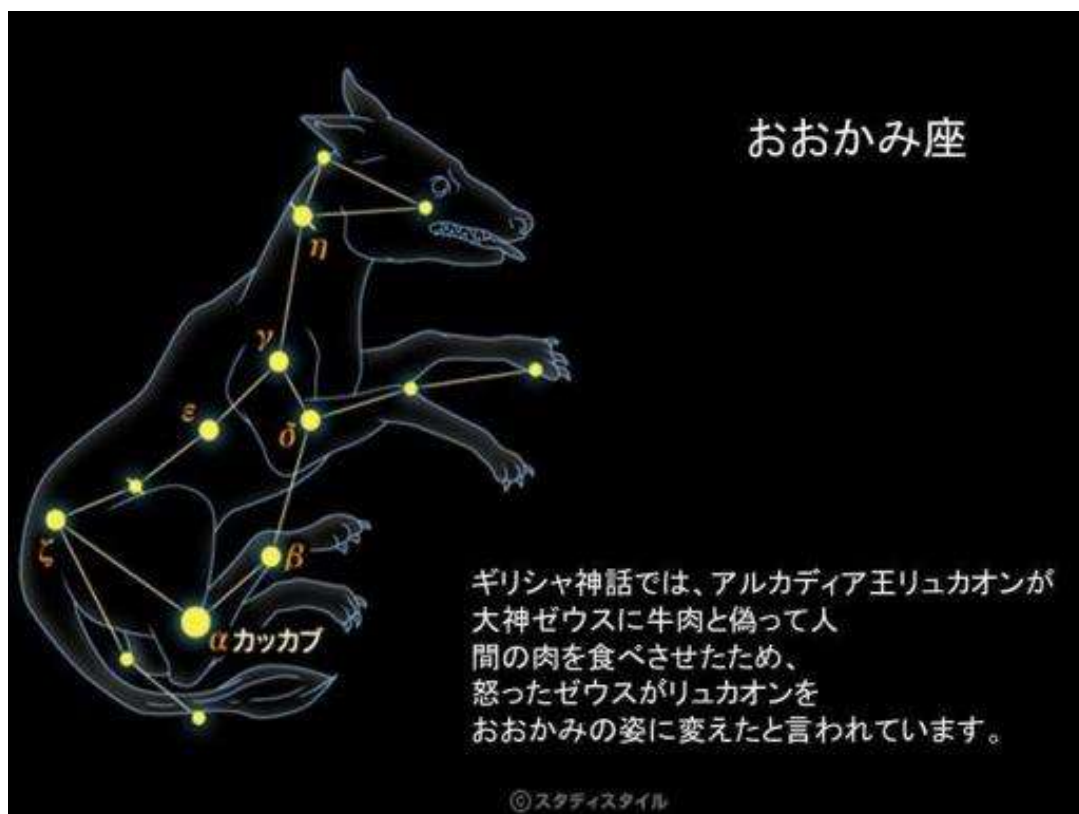 おおかみ座
η
γ
ε
δ
ζ
β
αカッカブ
ギリシャ神話では、アルカディア王リュカオンが
大神ゼウスに牛肉と偽って人
間の肉を食べさせたため、
怒ったゼウスがリュカオンを
おおかみの姿に変えたと言われています。
©スタディスタイル